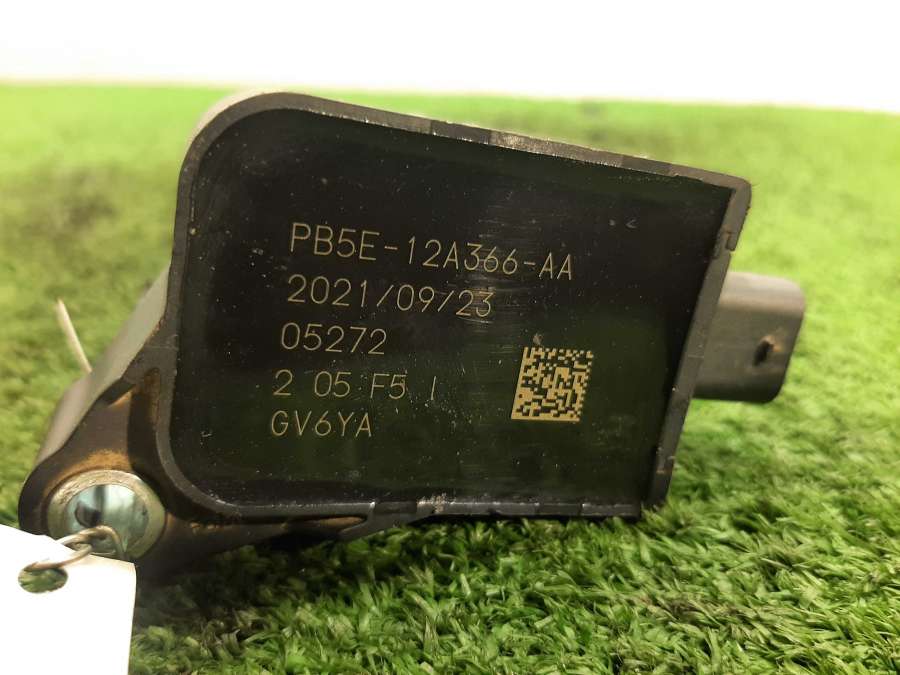 PB5E-12A366-AA
2021/09/23
05272
2 05 F5 I
GV6YA